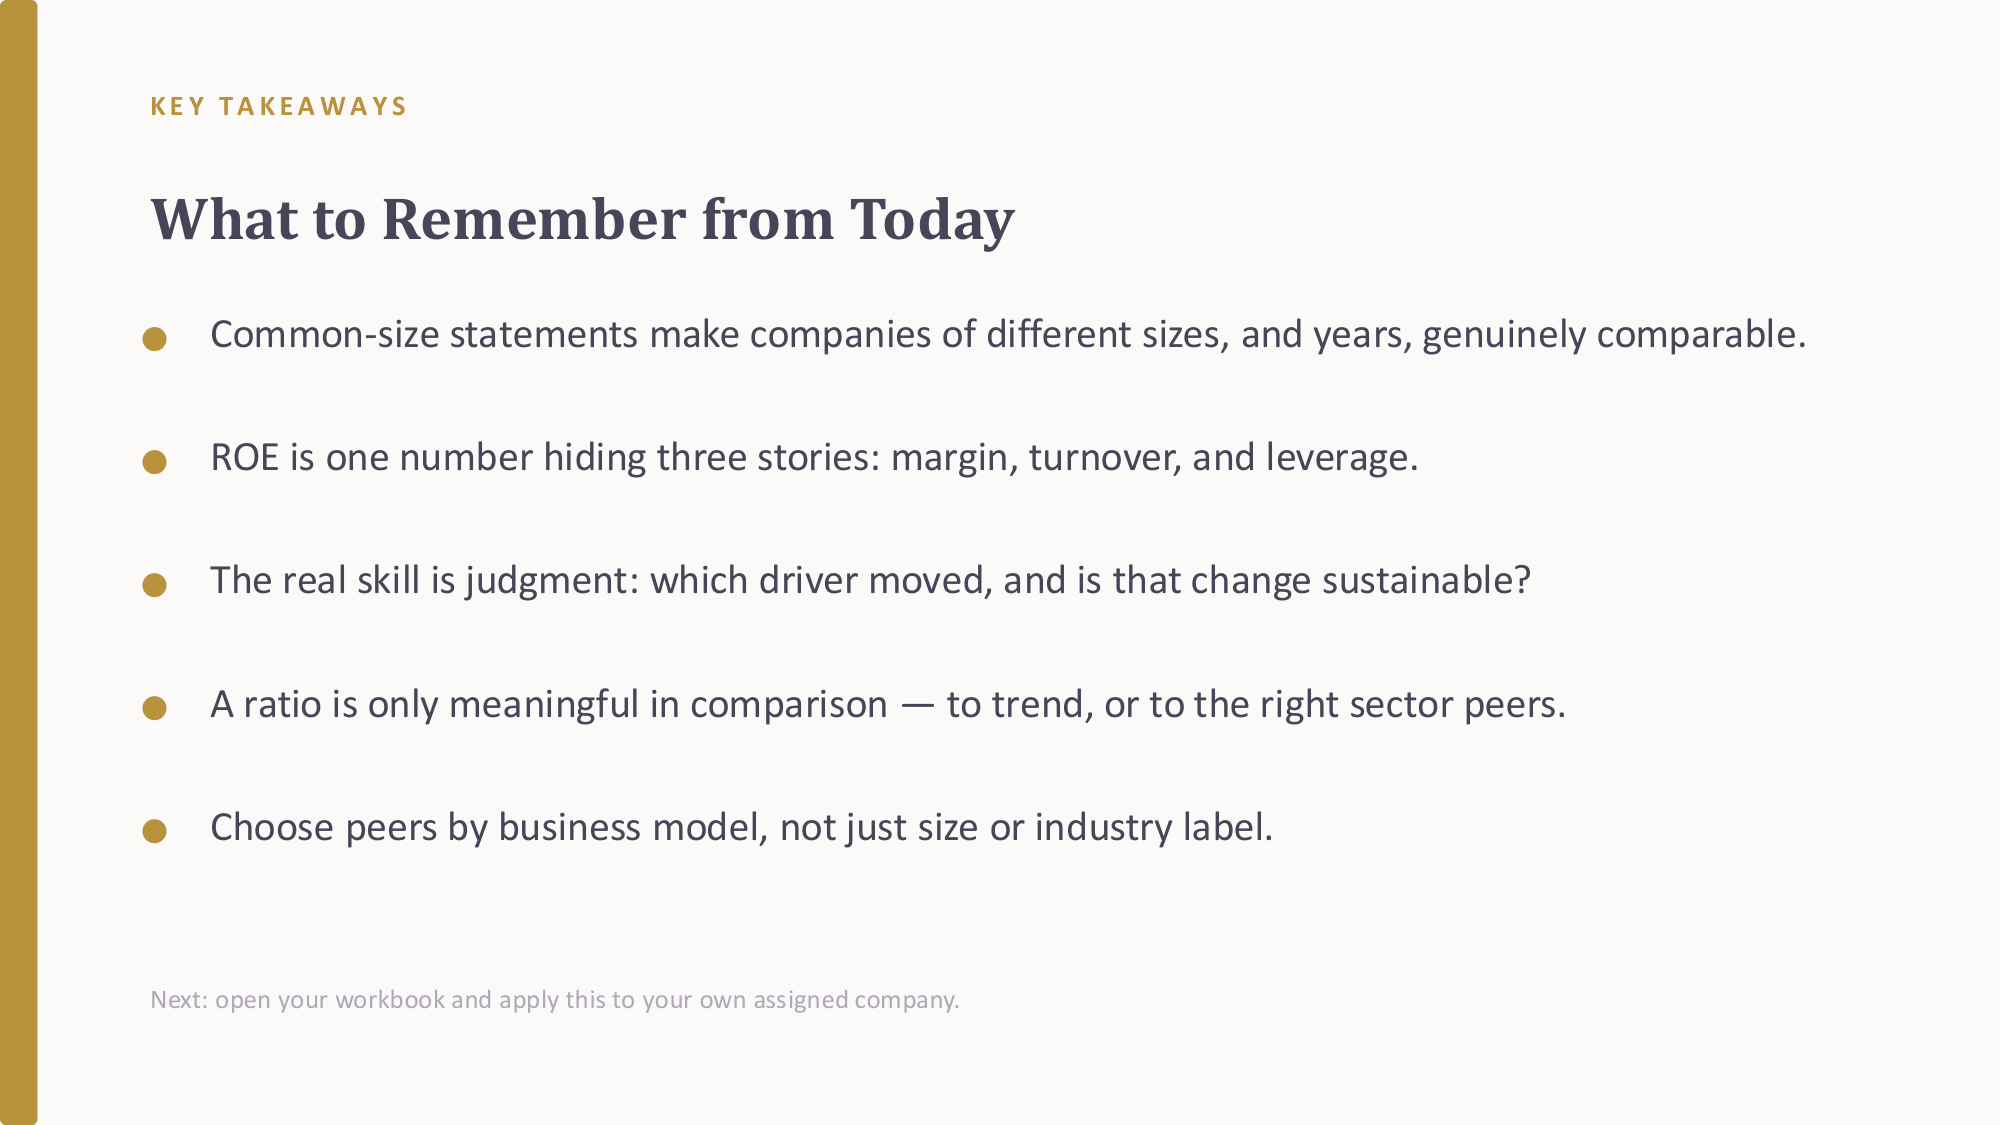 KEY TAKEAWAYS
What to Remember from Today
Common-size statements make companies of different sizes, and years, genuinely comparable.
ROE is one number hiding three stories: margin, turnover, and leverage.
The real skill is judgment: which driver moved, and is that change sustainable?
A ratio is only meaningful in comparison — to trend, or to the right sector peers.
Choose peers by business model, not just size or industry label.
Next: open your workbook and apply this to your own assigned company.